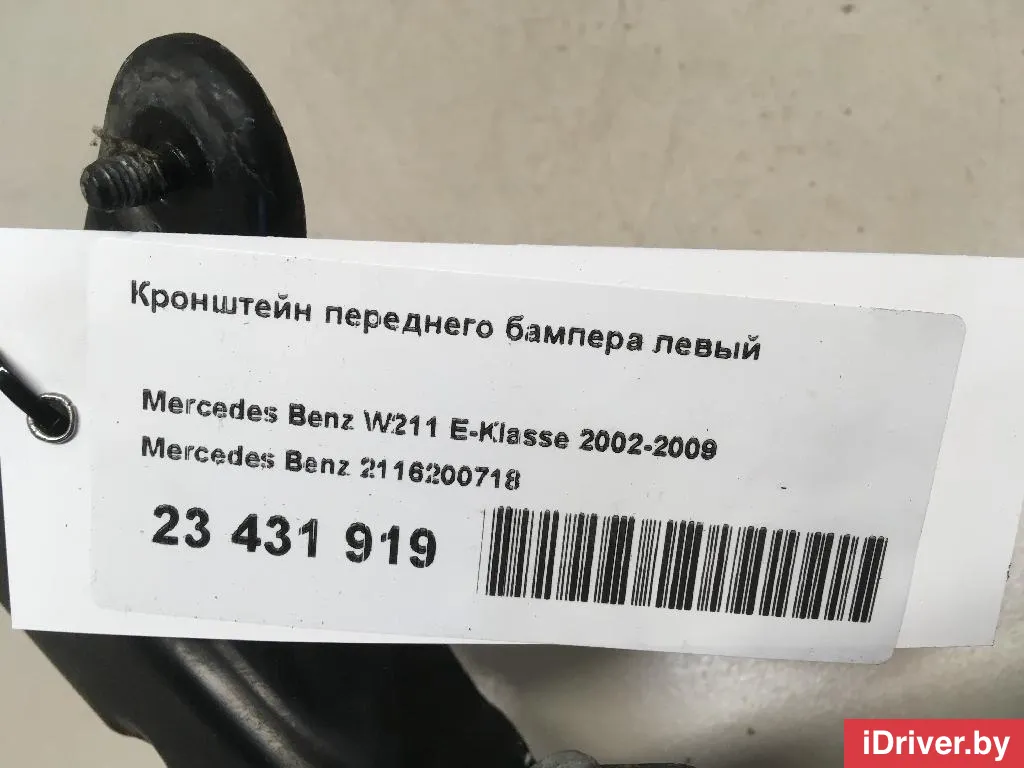 Кронштейн переднего бампера левый
Mercedes Benz W211 E-Klasse 2002-2009
Mercedes Benz 2116200718
23 431 919
iDriver.by